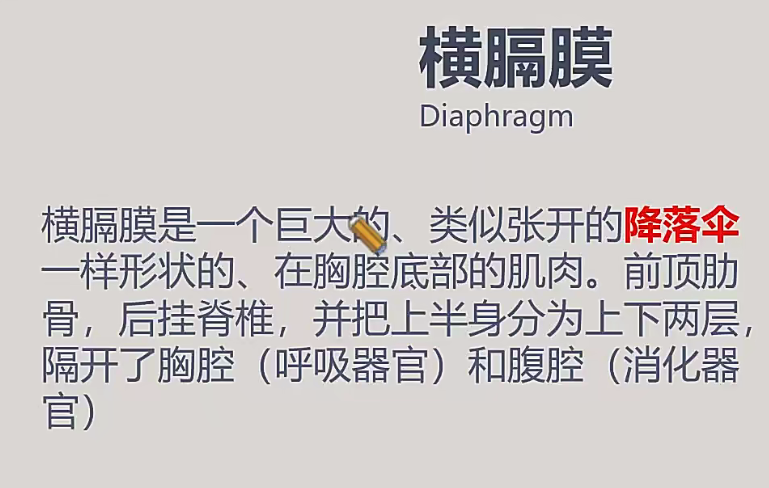 横膈膜
Diaphragm
横膈膜是一个巨大的、类似张开的降落伞
一样形状的、在胸腔底部的肌肉。前顶肋
骨，后挂脊椎，并把上半身分为上下两层，
隔开了胸腔（呼吸器官）和腹腔（消化器
官）